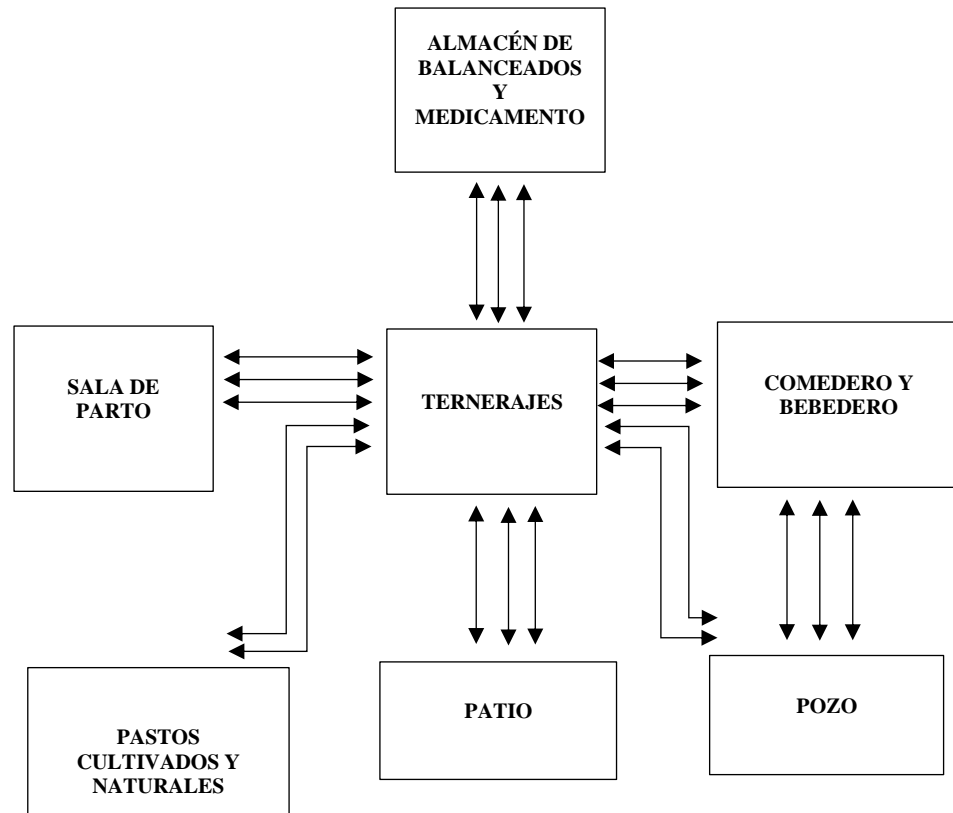 ALMACÉN DE
BALANCEADOS
Y
MEDICAMENTO
SALA DE
PARTO
TERNERAJES
COMEDERO Y
BEBEDERO
PASTOS
CULTIVADOS Y
NATURALES
PATIO
POZO